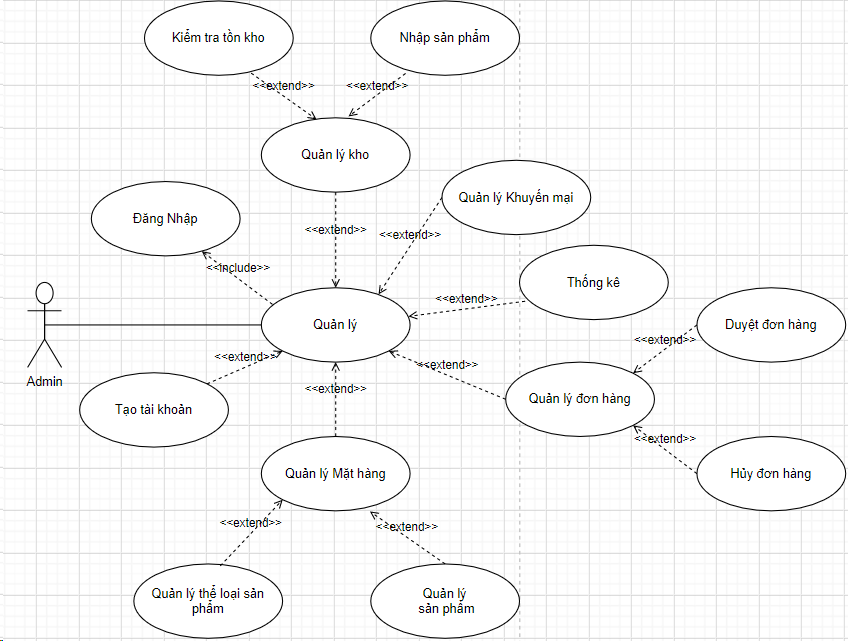 Kiểm tra tồn kho
Nhập sản phẩm
<<extend>>
<<extend>>
Quản lý kho
Quản lý Khuyến mại
Đăng Nhập
<<extend>>
<<extend>>
<<include>>
Thống kê
<<extend>>
Quản lý
Duyệt đơn hàng
<<extend>>
<<extend>>
<<extend>>
Admin
<<extend>>
Quản lý đơn hàng
Tạo tài khoản
<<extend>>
Quản lý Mặt hàng
Hủy đơn hàng
<<extend>>
<<extend>>
Quản lý thể loại sản
phẩm
Quản lý
sản phẩm